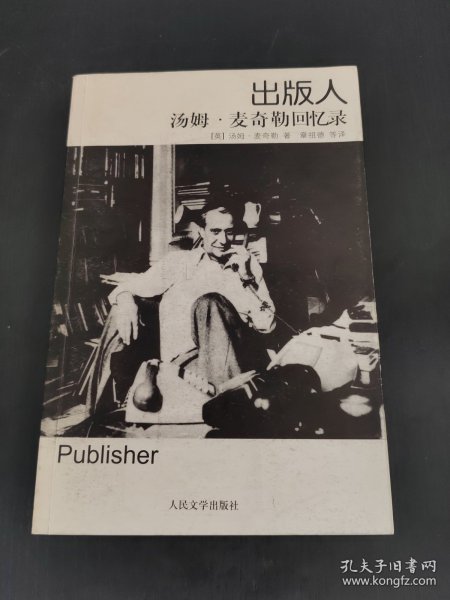 出版人
汤姆·麦奇勒回忆录
[英] 汤姆·麦奇勒 著 章祖德 等译
Publisher
人民文学出版社
孔夫子旧书网
www.kongfz.com